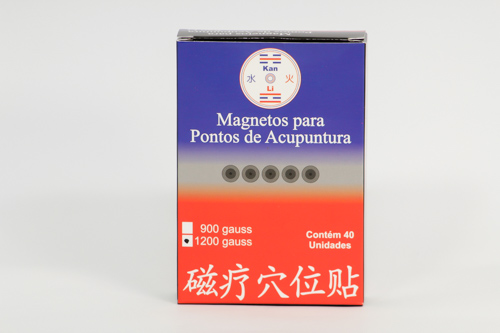 Kan
水 火
Li
Magnetos para
Pontos de Acupuntura
900 gauss
1200 gauss
Contém 40
Unidades
磁疗穴位贴